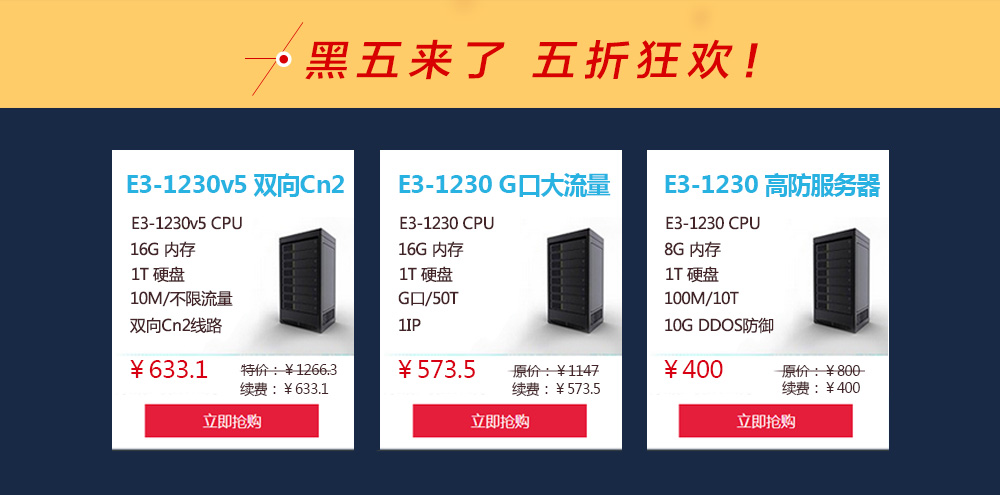 黑五来了 五折狂欢!
E3-1230v5 双向Cn2
E3-1230v5 CPU
16G 内存
1T 硬盘
10M/不限流量
双向Cn2线路
¥633.1
特价：¥1266.3
续费：¥633.1
立即抢购
E3-1230 G口大流量
E3-1230 CPU
16G 内存
1T 硬盘
G口/50T
1IP
¥573.5
原价：¥1147
续费：¥573.5
立即抢购
E3-1230 高防服务器
E3-1230 CPU
8G 内存
1T 硬盘
100M/10T
10G DDOS防御
¥400
原价：¥800
续费：¥400
立即抢购